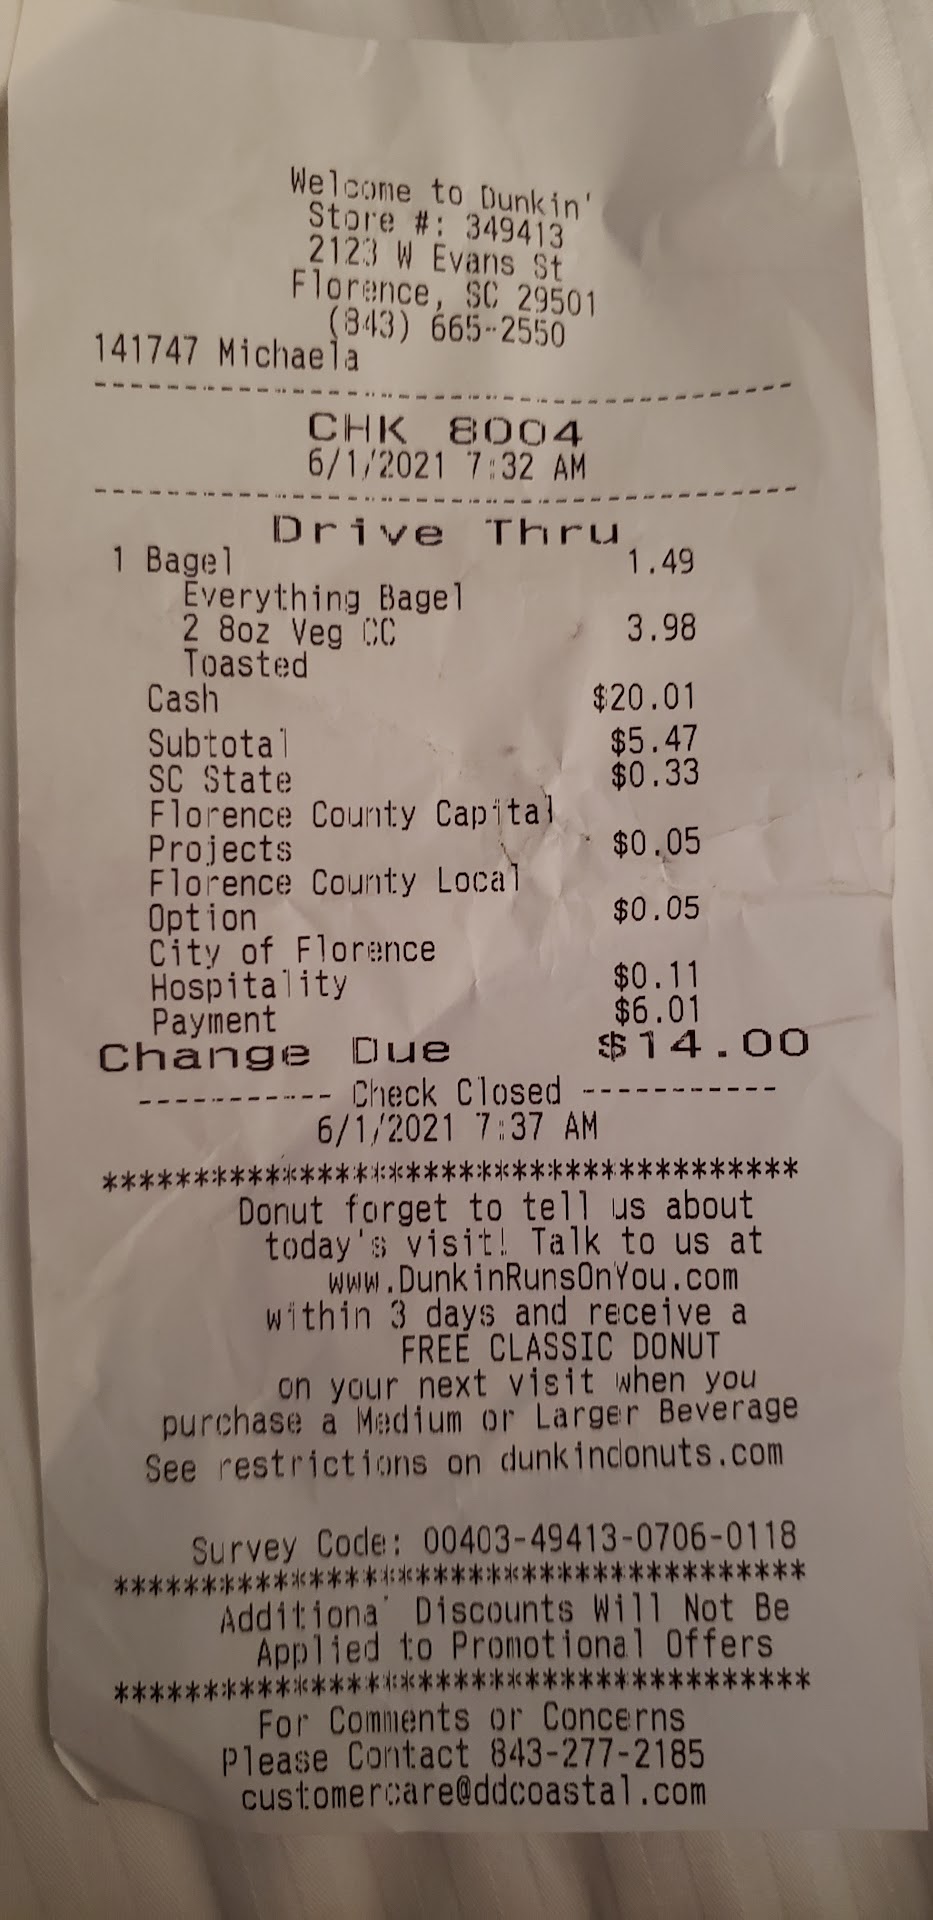 Welcome to Dunkin'
Store #: 349413
2123 W Evans St
Florence, SC 29501
(843) 665-2550
141747 Michaela
CHK 8004
6/1/2021 7:32 AM
Drive Thru
1 Bagel 1.49
Everything Bagel
2 8oz Veg CC 3.98
Toasted
Cash $20.01
Subtotal $5.47
SC State $0.33
Florence County Capital
Projects $0.05
Florence County Local
Option $0.05
City of Florence
Hospitality $0.11
Payment $6.01
Change Due $14.00
----------- Check Closed -----------
6/1/2021 7:37 AM
***************************************
Donut forget to tell us about
today's visit! Talk to us at
www.DunkinRunsOnYou.com
within 3 days and receive a
FREE CLASSIC DONUT
on your next visit when you
purchase a Medium or Larger Beverage
See restrictions on dunkindonuts.com
Survey Code: 00403-49413-0706-0118
***************************************
Additional Discounts Will Not Be
Applied to Promotional Offers
***************************************
For Comments or Concerns
Please Contact 843-277-2185
customercare@ddcoastal.com